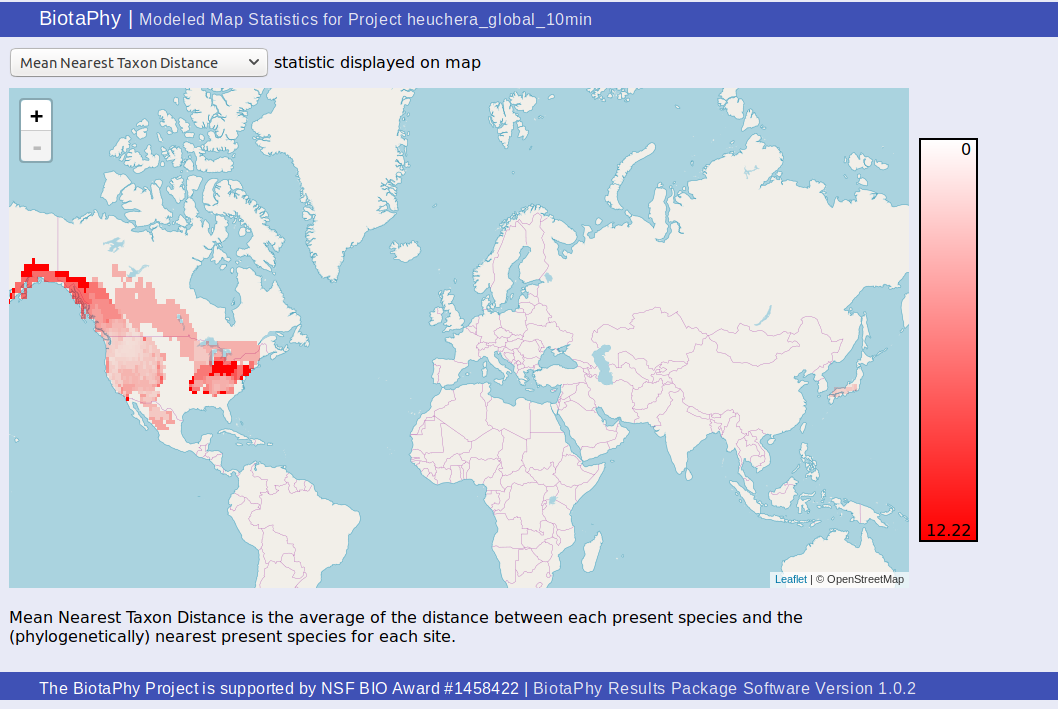 BiotaPhy | Modeled Map Statistics for Project heuchera_global_10min
Mean Nearest Taxon Distance statistic displayed on map
+
-
0
12.22
Leaflet | © OpenStreetMap
Mean Nearest Taxon Distance is the average of the distance between each present species and the
(phylogenetically) nearest present species for each site.
The BiotaPhy Project is supported by NSF BIO Award #1458422 | BiotaPhy Results Package Software Version 1.0.2